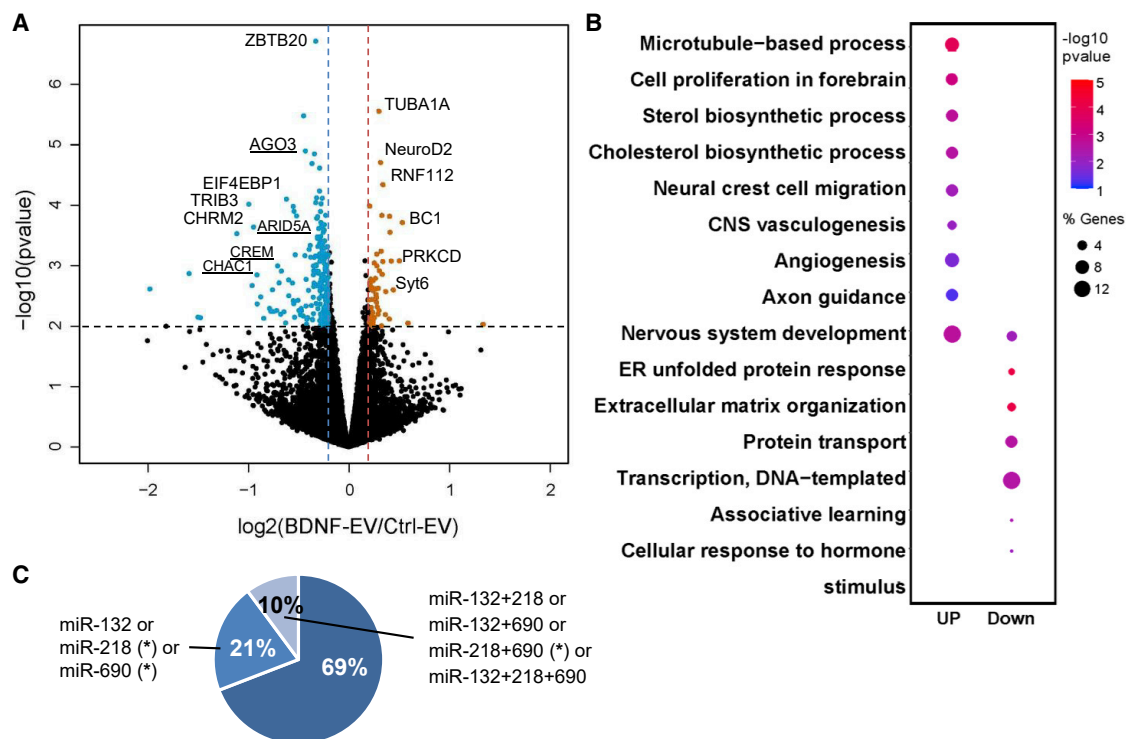 A
ZBTB20
TUBA1A
AGO3
NeuroD2
RNF112
EIF4EBP1
TRIB3
CHRM2
ARID5A
BC1
CREM
CHAC1
PRKCD
Syt6
−log10(pvalue)
6
5
4
3
2
1
0
−2
−1
0
1
2
log2(BDNF-EV/Ctrl-EV)
B
Microtubule−based process
Cell proliferation in forebrain
Sterol biosynthetic process
Cholesterol biosynthetic process
Neural crest cell migration
CNS vasculogenesis
Angiogenesis
Axon guidance
Nervous system development
ER unfolded protein response
Extracellular matrix organization
Protein transport
Transcription, DNA−templated
Associative learning
Cellular response to hormone
stimulus
UP
Down
-log10
pvalue
5
4
3
2
1
% Genes
4
8
12
C
miR-132 or
miR-218 (*) or
miR-690 (*)
10%
21%
69%
miR-132+218 or
miR-132+690 or
miR-218+690 (*) or
miR-132+218+690